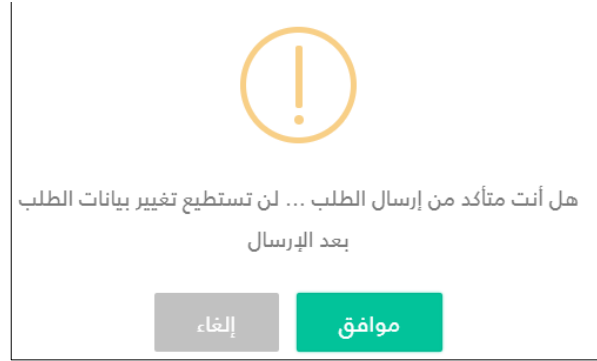 هل أنت متأكد من إرسال الطلب ... لن تستطيع تغيير بيانات الطلب
بعد الإرسال
موافق إلغاء